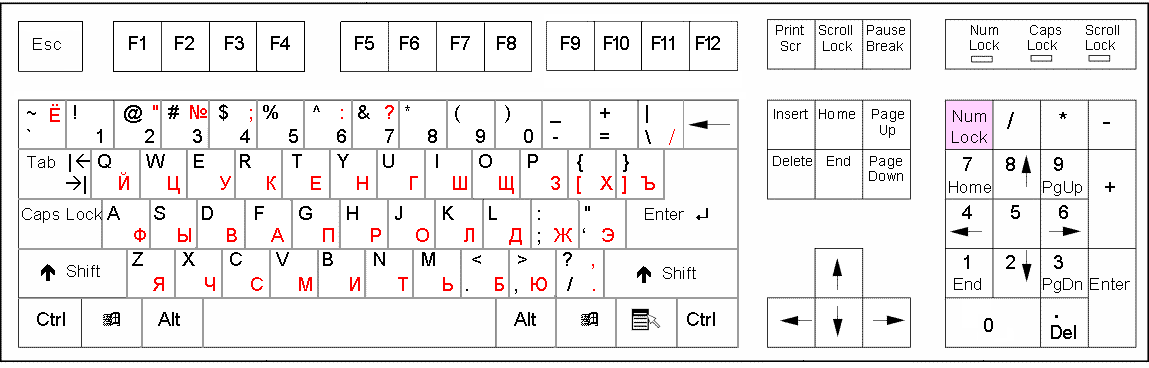 Esc F1 F2 F3 F4 F5 F6 F7 F8 F9 F10 F11 F12 Print Scr Scroll Lock Pause Break Num Lock Caps Lock Scroll Lock
~ Ё ` ! 1 @ " 2 # № 3 $ ; 4 % 5 ^ : 6 & ? 7 * 8 ( 9 ) 0 _ - + = | \ / Insert Home Page Up Num Lock / * -
Tab Q Й W Ц E У R К T Е Y Н U Г I Ш O Щ P З { [ Х } ] Ъ Delete End Page Down 7 Home 8 9 PgUp +
Caps Lock A Ф S Ы D В F А G П H Р J О K Л L Д : ; Ж " ‘ Э Enter 4 5 6
Shift Z Я X Ч C С V М B И N Т M Ь < . Б > , Ю ? , / . Shift 1 End 2 3 PgDn Enter
Ctrl Alt Alt Ctrl 0 . Del